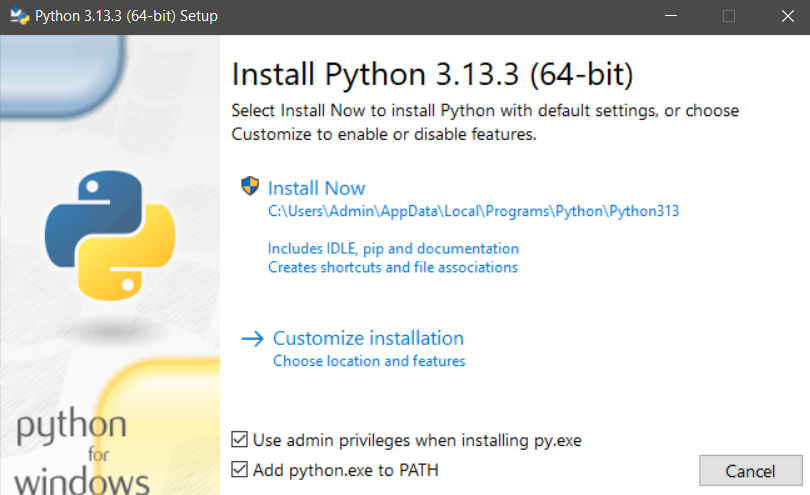 Python 3.13.3 (64-bit) Setup
Install Python 3.13.3 (64-bit)
Select Install Now to install Python with default settings, or choose
Customize to enable or disable features.
Install Now
C:\Users\Admin\AppData\Local\Programs\Python\Python313
Includes IDLE, pip and documentation
Creates shortcuts and file associations
Customize installation
Choose location and features
Use admin privileges when installing py.exe
Add python.exe to PATH
Cancel
python
for
windows